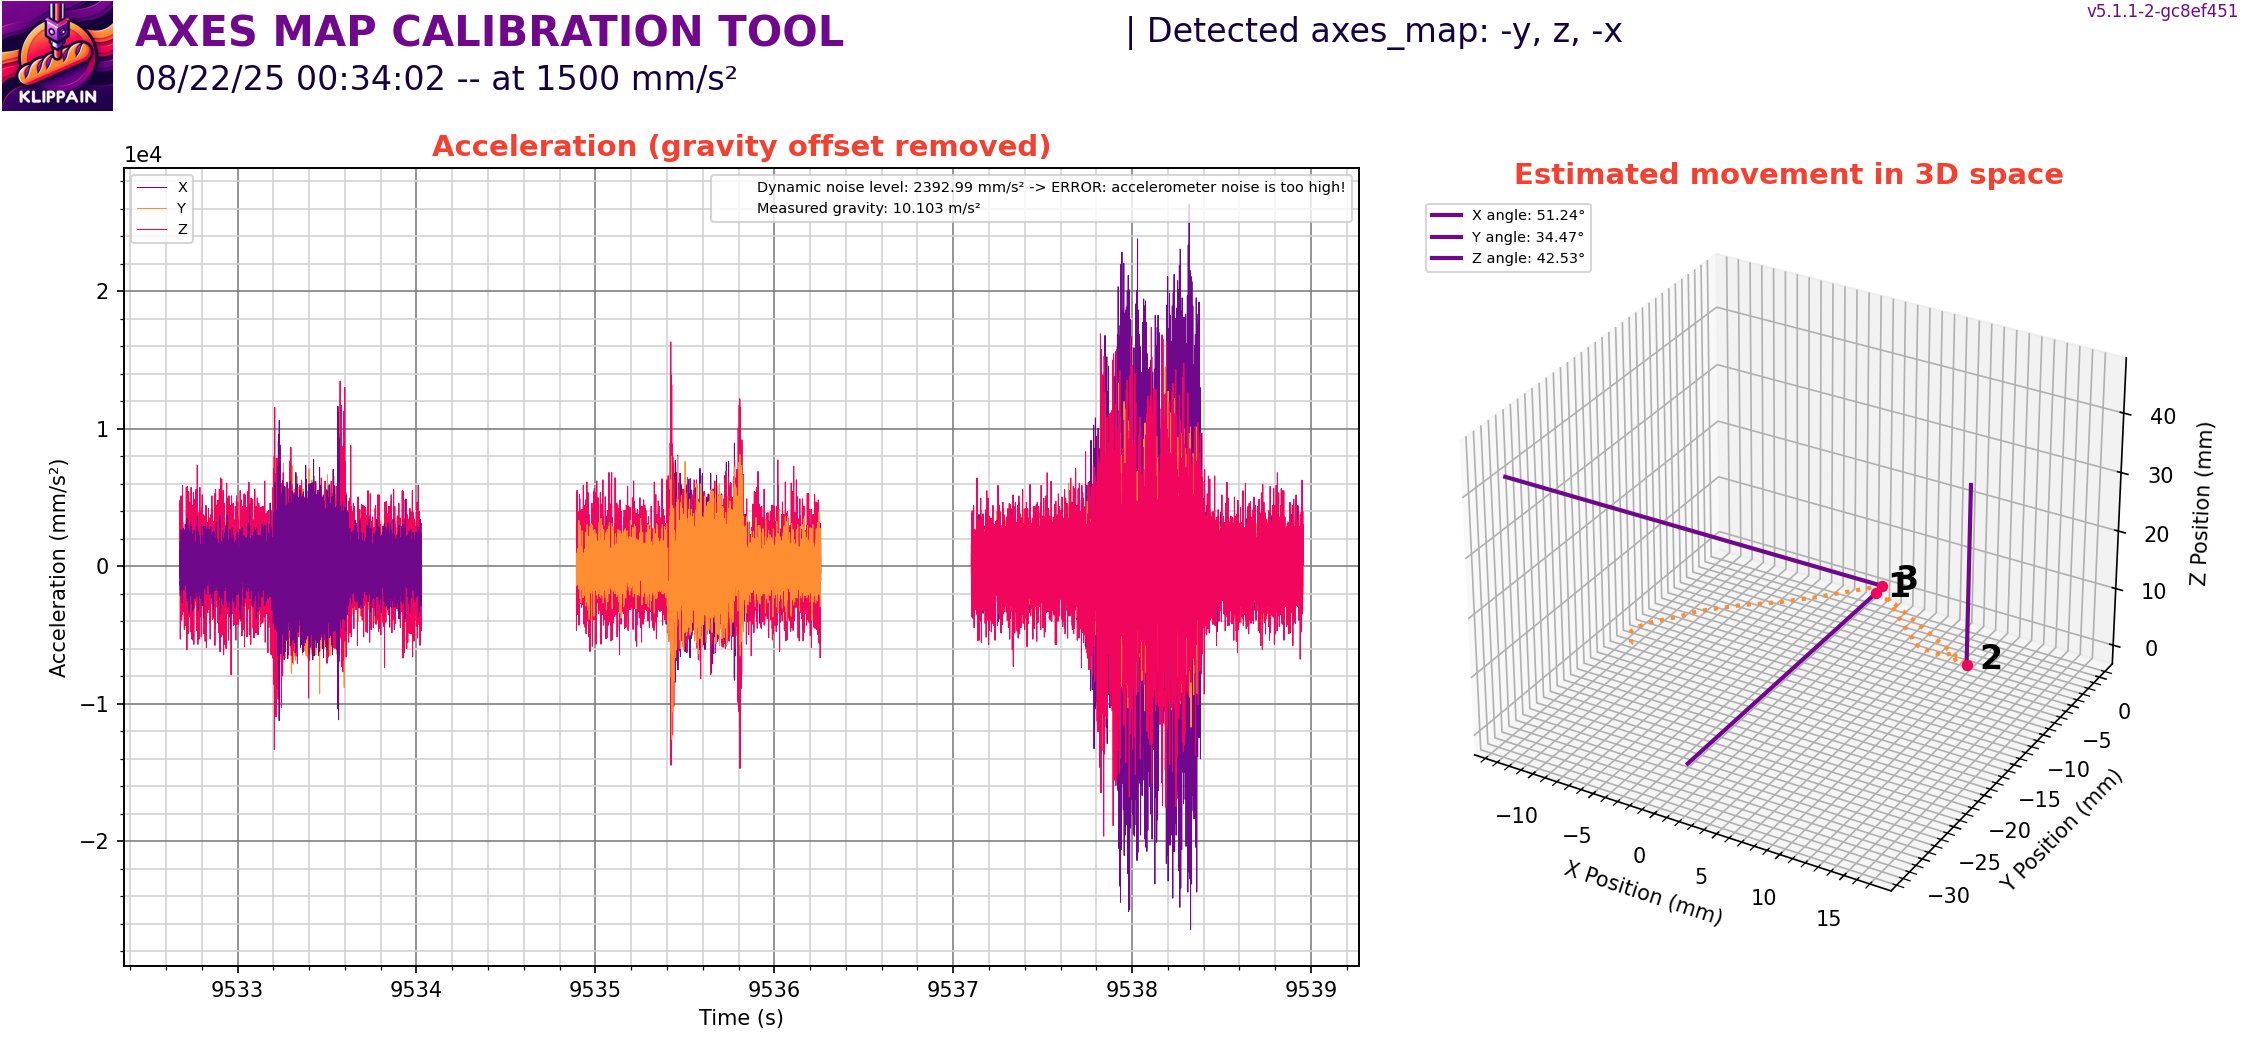 KLIPPAIN
AXES MAP CALIBRATION TOOL
| Detected axes_map: -y, z, -x
v5.1.1-2-gc8ef451
08/22/25 00:34:02 -- at 1500 mm/s²
Acceleration (gravity offset removed)
1e4
X
Y
Z
Dynamic noise level: 2392.99 mm/s² -> ERROR: accelerometer noise is too high!
Measured gravity: 10.103 m/s²
2
1
0
−1
−2
Acceleration (mm/s²)
9533
9534
9535
9536
9537
9538
9539
Time (s)
Estimated movement in 3D space
X angle: 51.24°
Y angle: 34.47°
Z angle: 42.53°
1
3
2
40
30
20
10
0
Z Position (mm)
0
−5
−10
−15
−20
−25
−30
Y Position (mm)
−10
−5
0
5
10
15
X Position (mm)